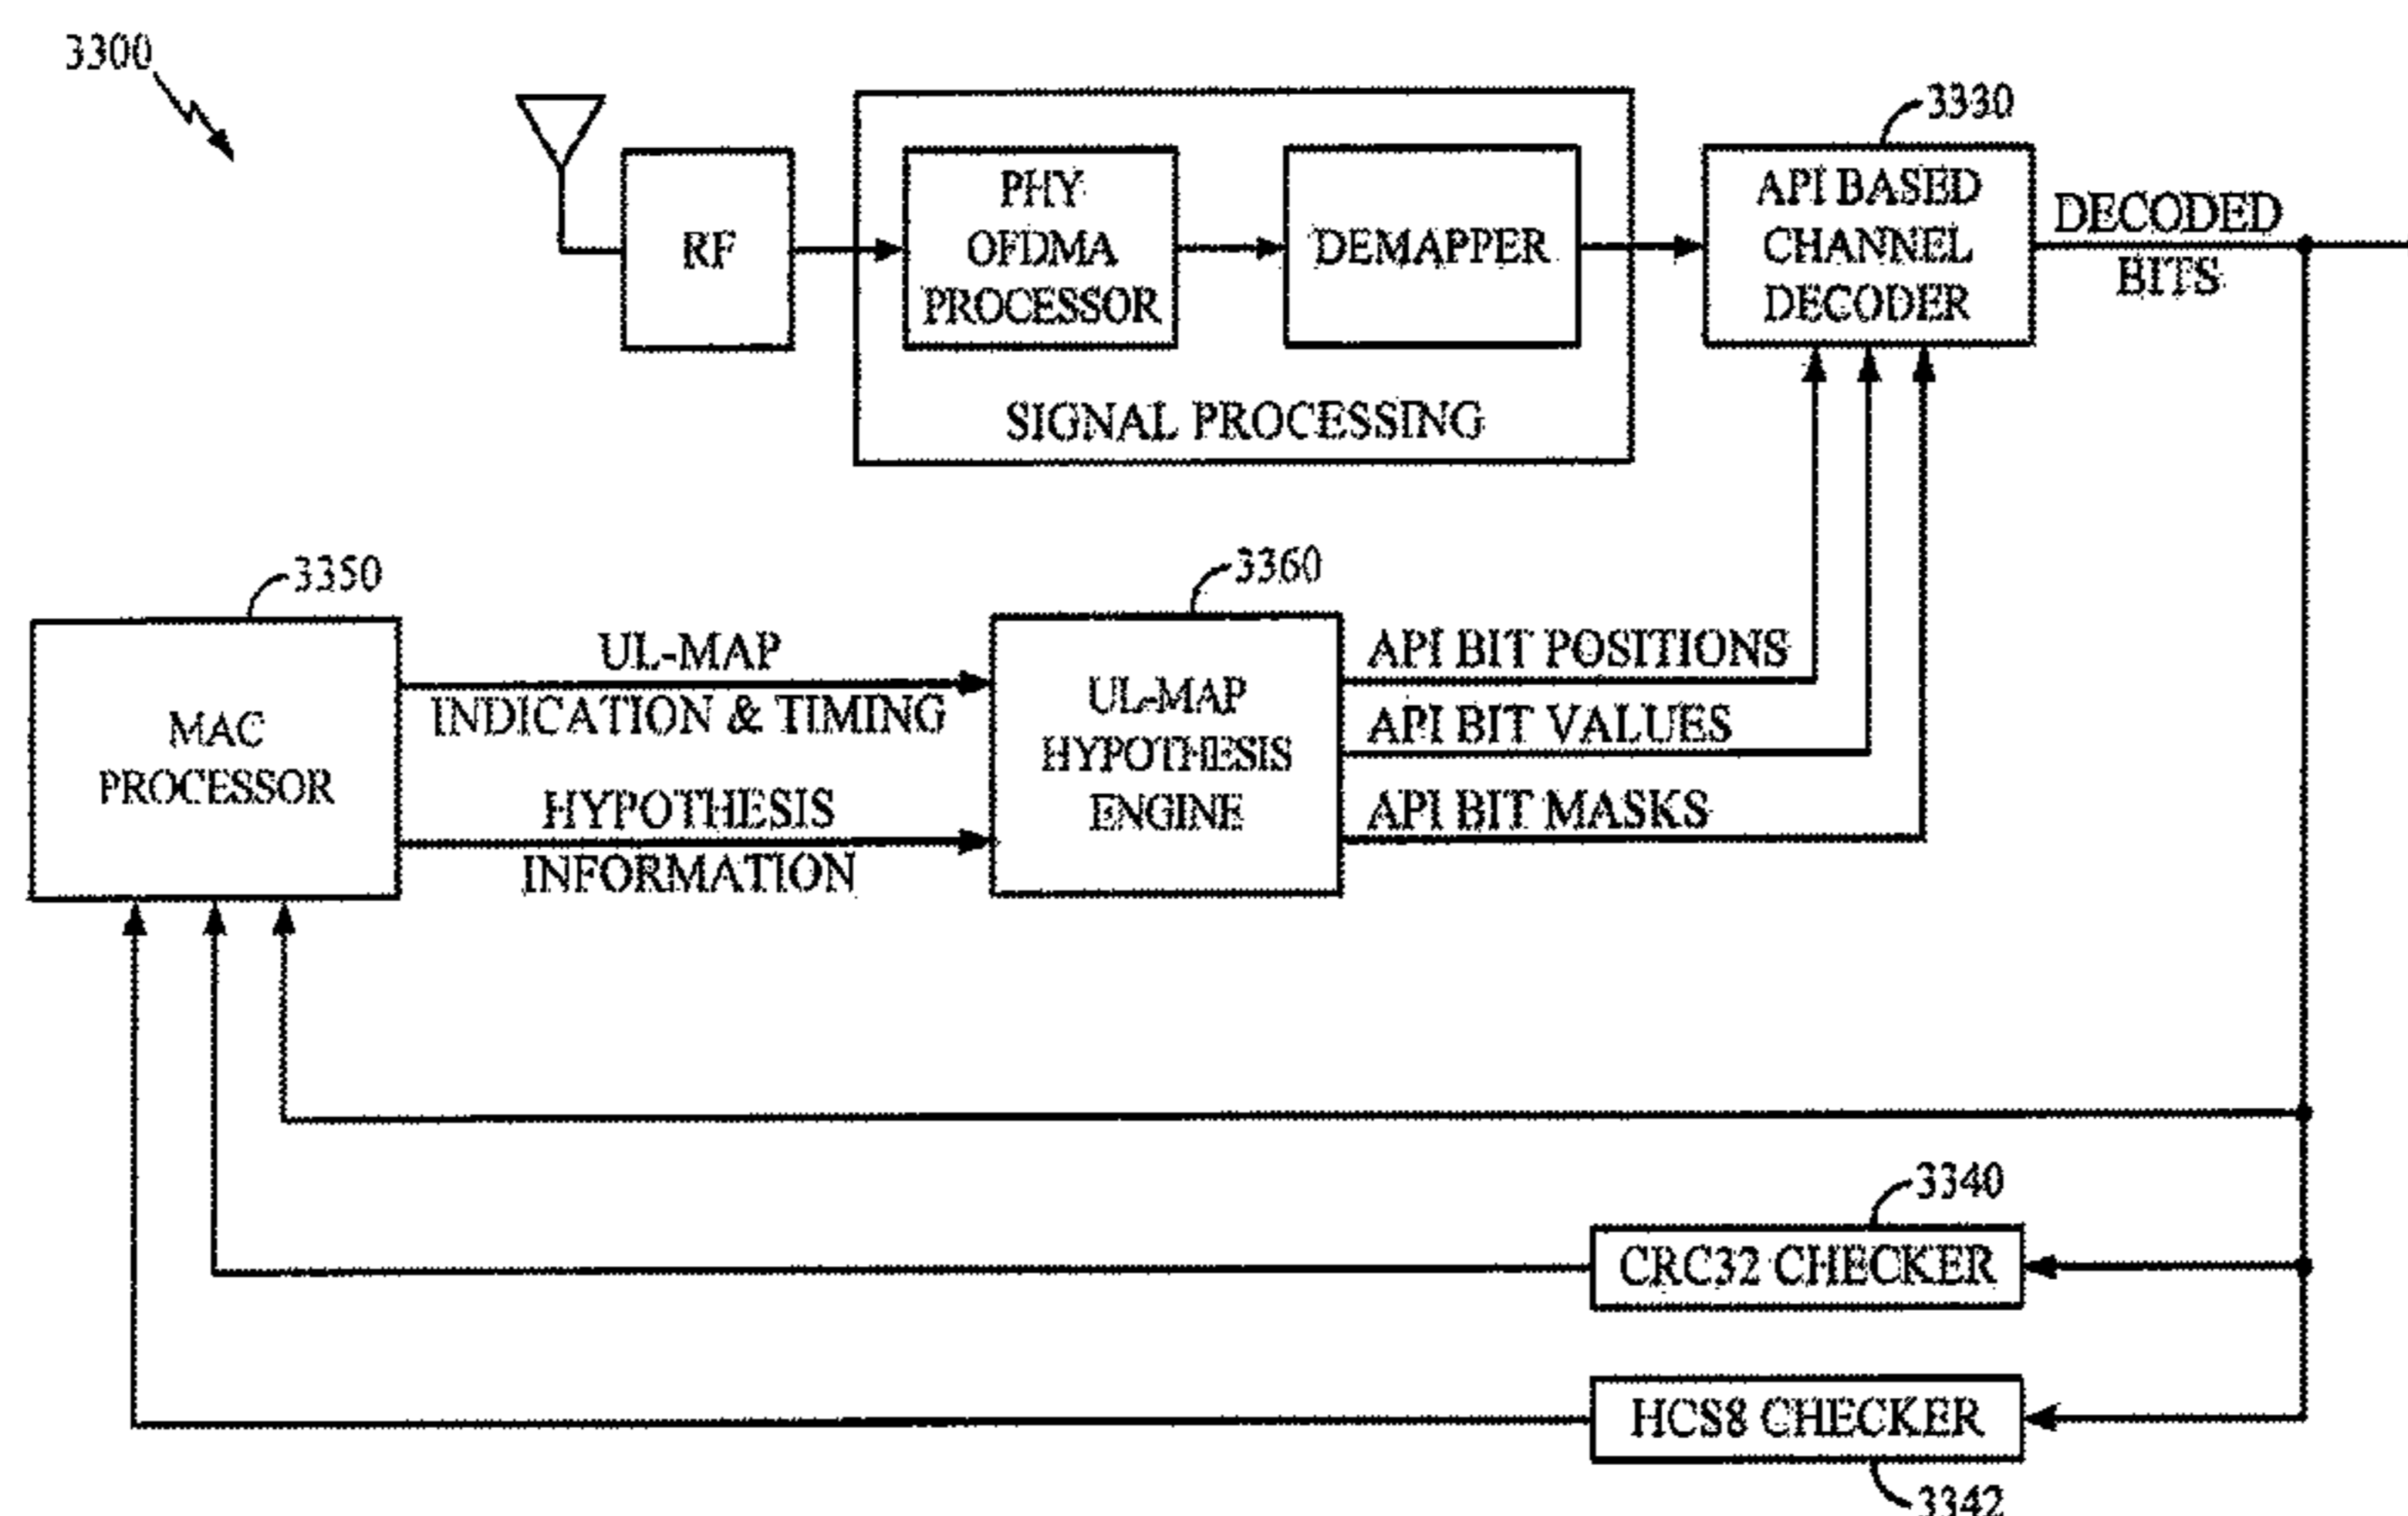 3300
RF
PHY
OFDMA
PROCESSOR
DEMAPPER
SIGNAL PROCESSING
3330
API BASED
CHANNEL
DECODER
DECODED
BITS
3350
MAC
PROCESSOR
UL-MAP
INDICATION & TIMING
HYPOTHESIS
INFORMATION
3360
UL-MAP
HYPOTHESIS
ENGINE
API BIT POSITIONS
API BIT VALUES
API BIT MASKS
3340
CRC32 CHECKER
HCS8 CHECKER
3342